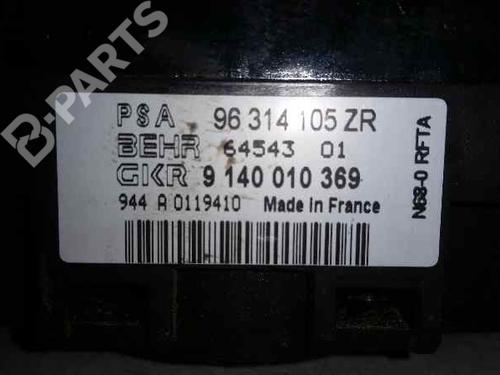 B-PARTS
PSA 96 314 105 ZR
BEHR 64543 01
GKR 9 140 010 369
944 A 0119410 Made in France
N68-0 RFTA